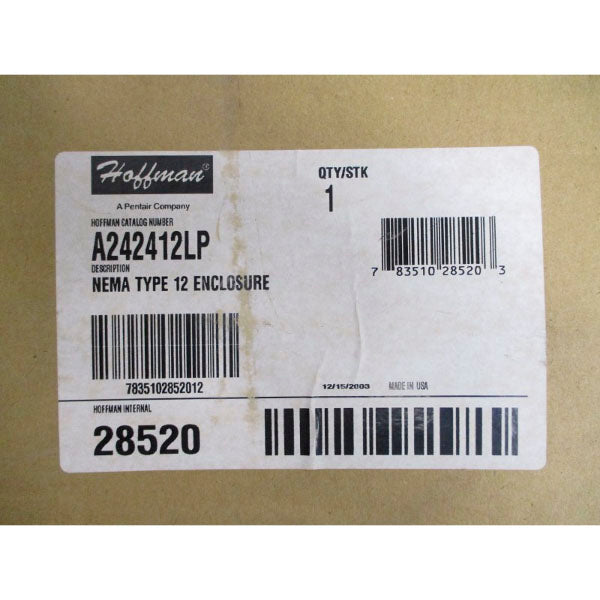 Hoffman®
A Pentair Company
QTY/STK
1
HOFFMAN CATALOG NUMBER
A242412LP
DESCRIPTION
NEMA TYPE 12 ENCLOSURE
7 83510 28520 3
7835102852012
12/15/2003 MADE IN USA
HOFFMAN INTERNAL
28520